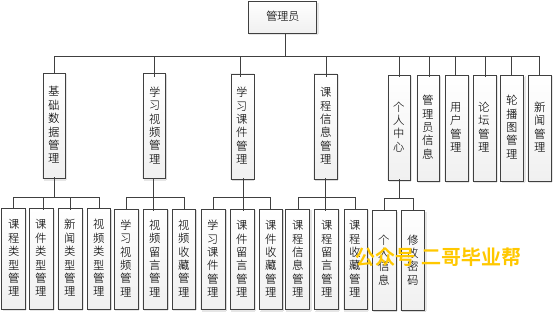 管理员
基础数据管理
学习视频管理
学习课件管理
课程信息管理
个人中心
管理员信息
用户管理
论坛管理
轮播图管理
新闻管理
课程类型管理
课件类型管理
新闻类型管理
视频类型管理
学习视频管理
视频留言管理
视频收藏管理
学习课件管理
课件留言管理
课件收藏管理
课程信息管理
课程留言管理
课程收藏管理
个人信息
修改密码
公众号·二哥毕业帮